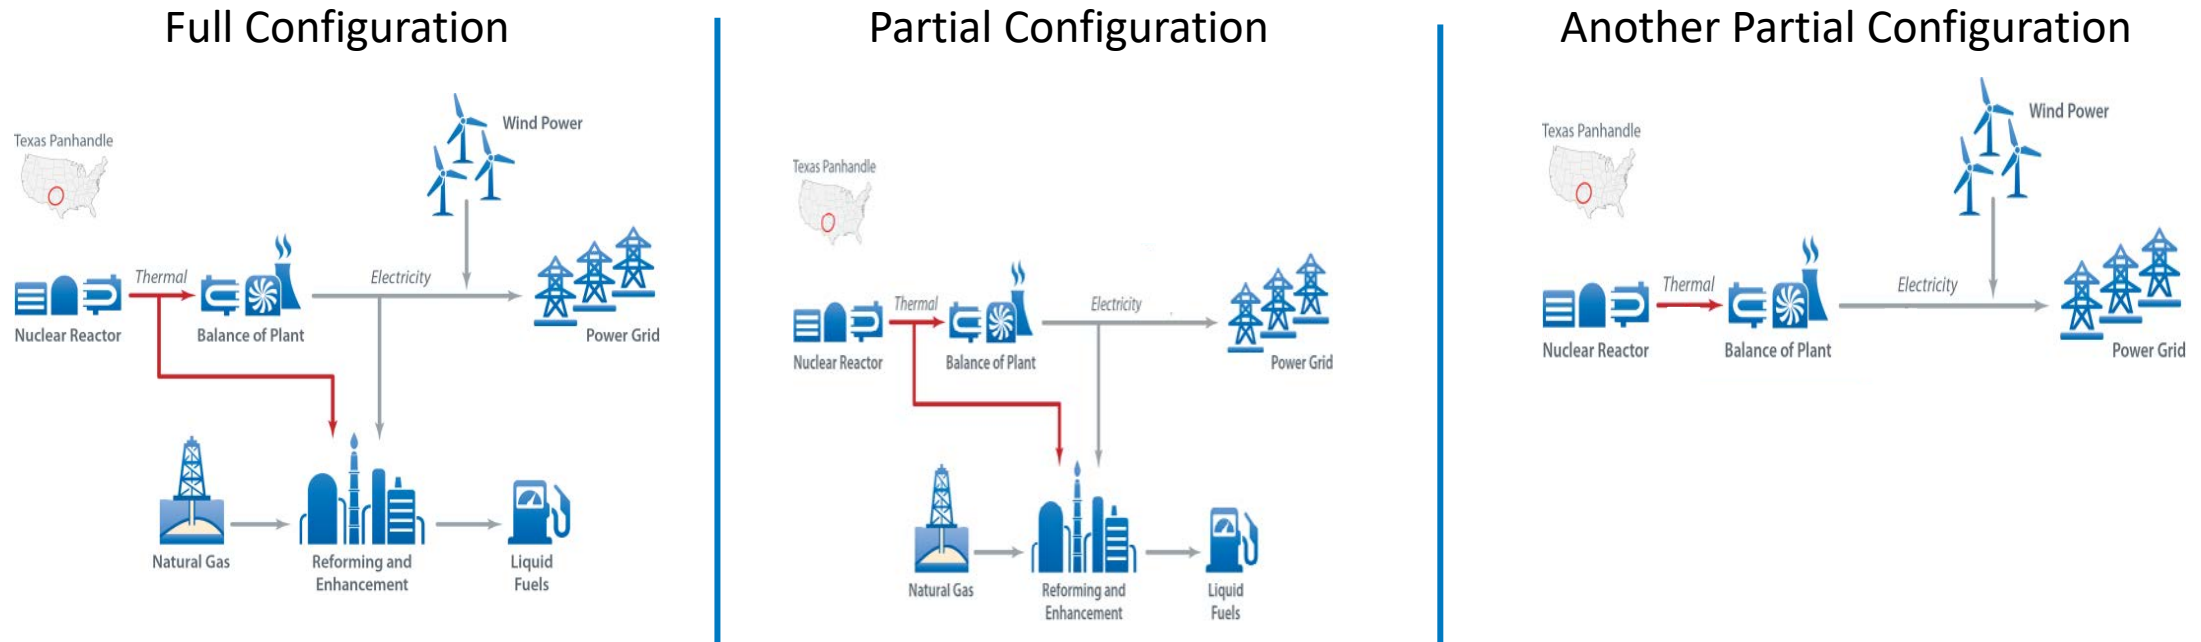 Full Configuration
Texas Panhandle
Wind Power
Thermal
Electricity
Nuclear Reactor
Balance of Plant
Power Grid
Natural Gas
Reforming and
Enhancement
Liquid
Fuels
Partial Configuration
Texas Panhandle
Thermal
Electricity
Nuclear Reactor
Balance of Plant
Power Grid
Natural Gas
Reforming and
Enhancement
Liquid
Fuels
Another Partial Configuration
Texas Panhandle
Wind Power
Thermal
Electricity
Nuclear Reactor
Balance of Plant
Power Grid